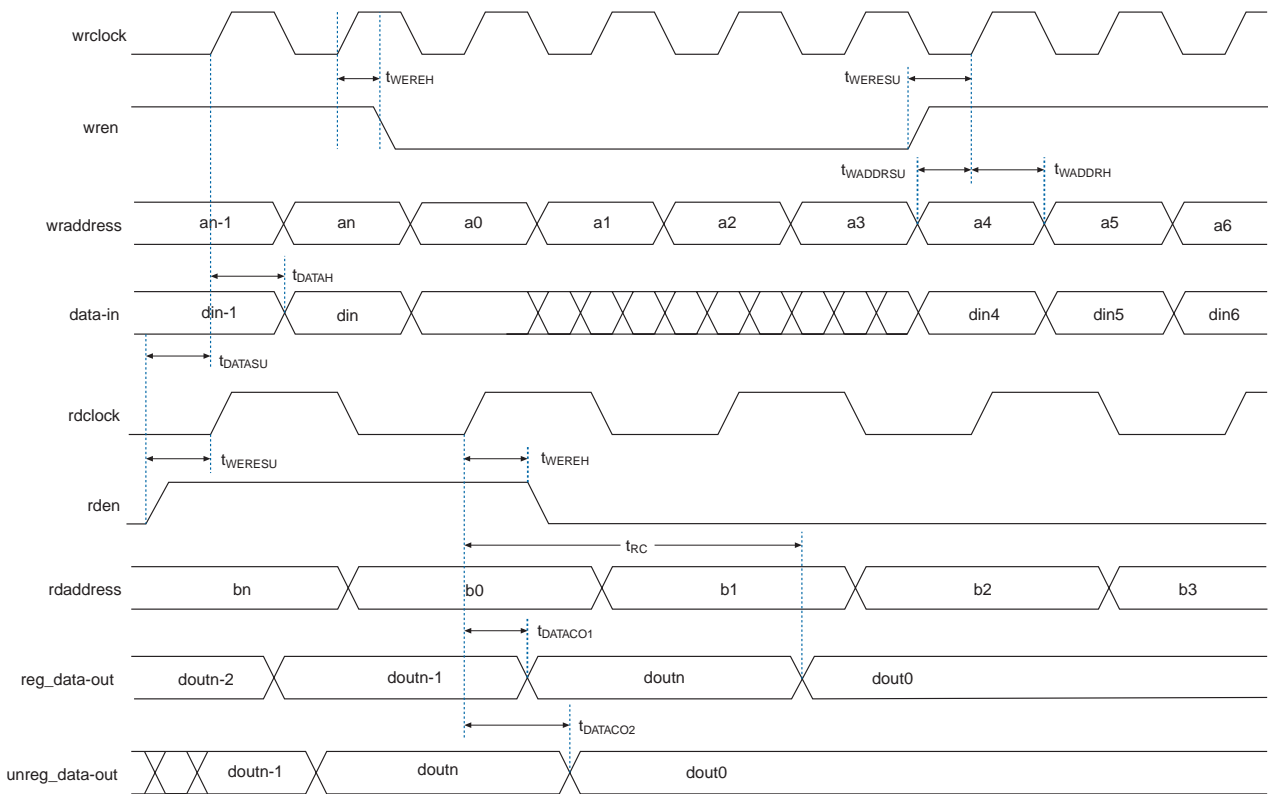 wrclock
tWEREH
tWERESU
wren
tWADDRSU
tWADDRH
wraddress an-1 an a0 a1 a2 a3 a4 a5 a6
tDATAH
data-in din-1 din din4 din5 din6
tDATASU
rdclock
tWERESU
tWEREH
rden
tRC
rdaddress bn b0 b1 b2 b3
tDATACO1
reg_data-out doutn-2 doutn-1 doutn dout0
tDATACO2
unreg_data-out doutn-1 doutn dout0